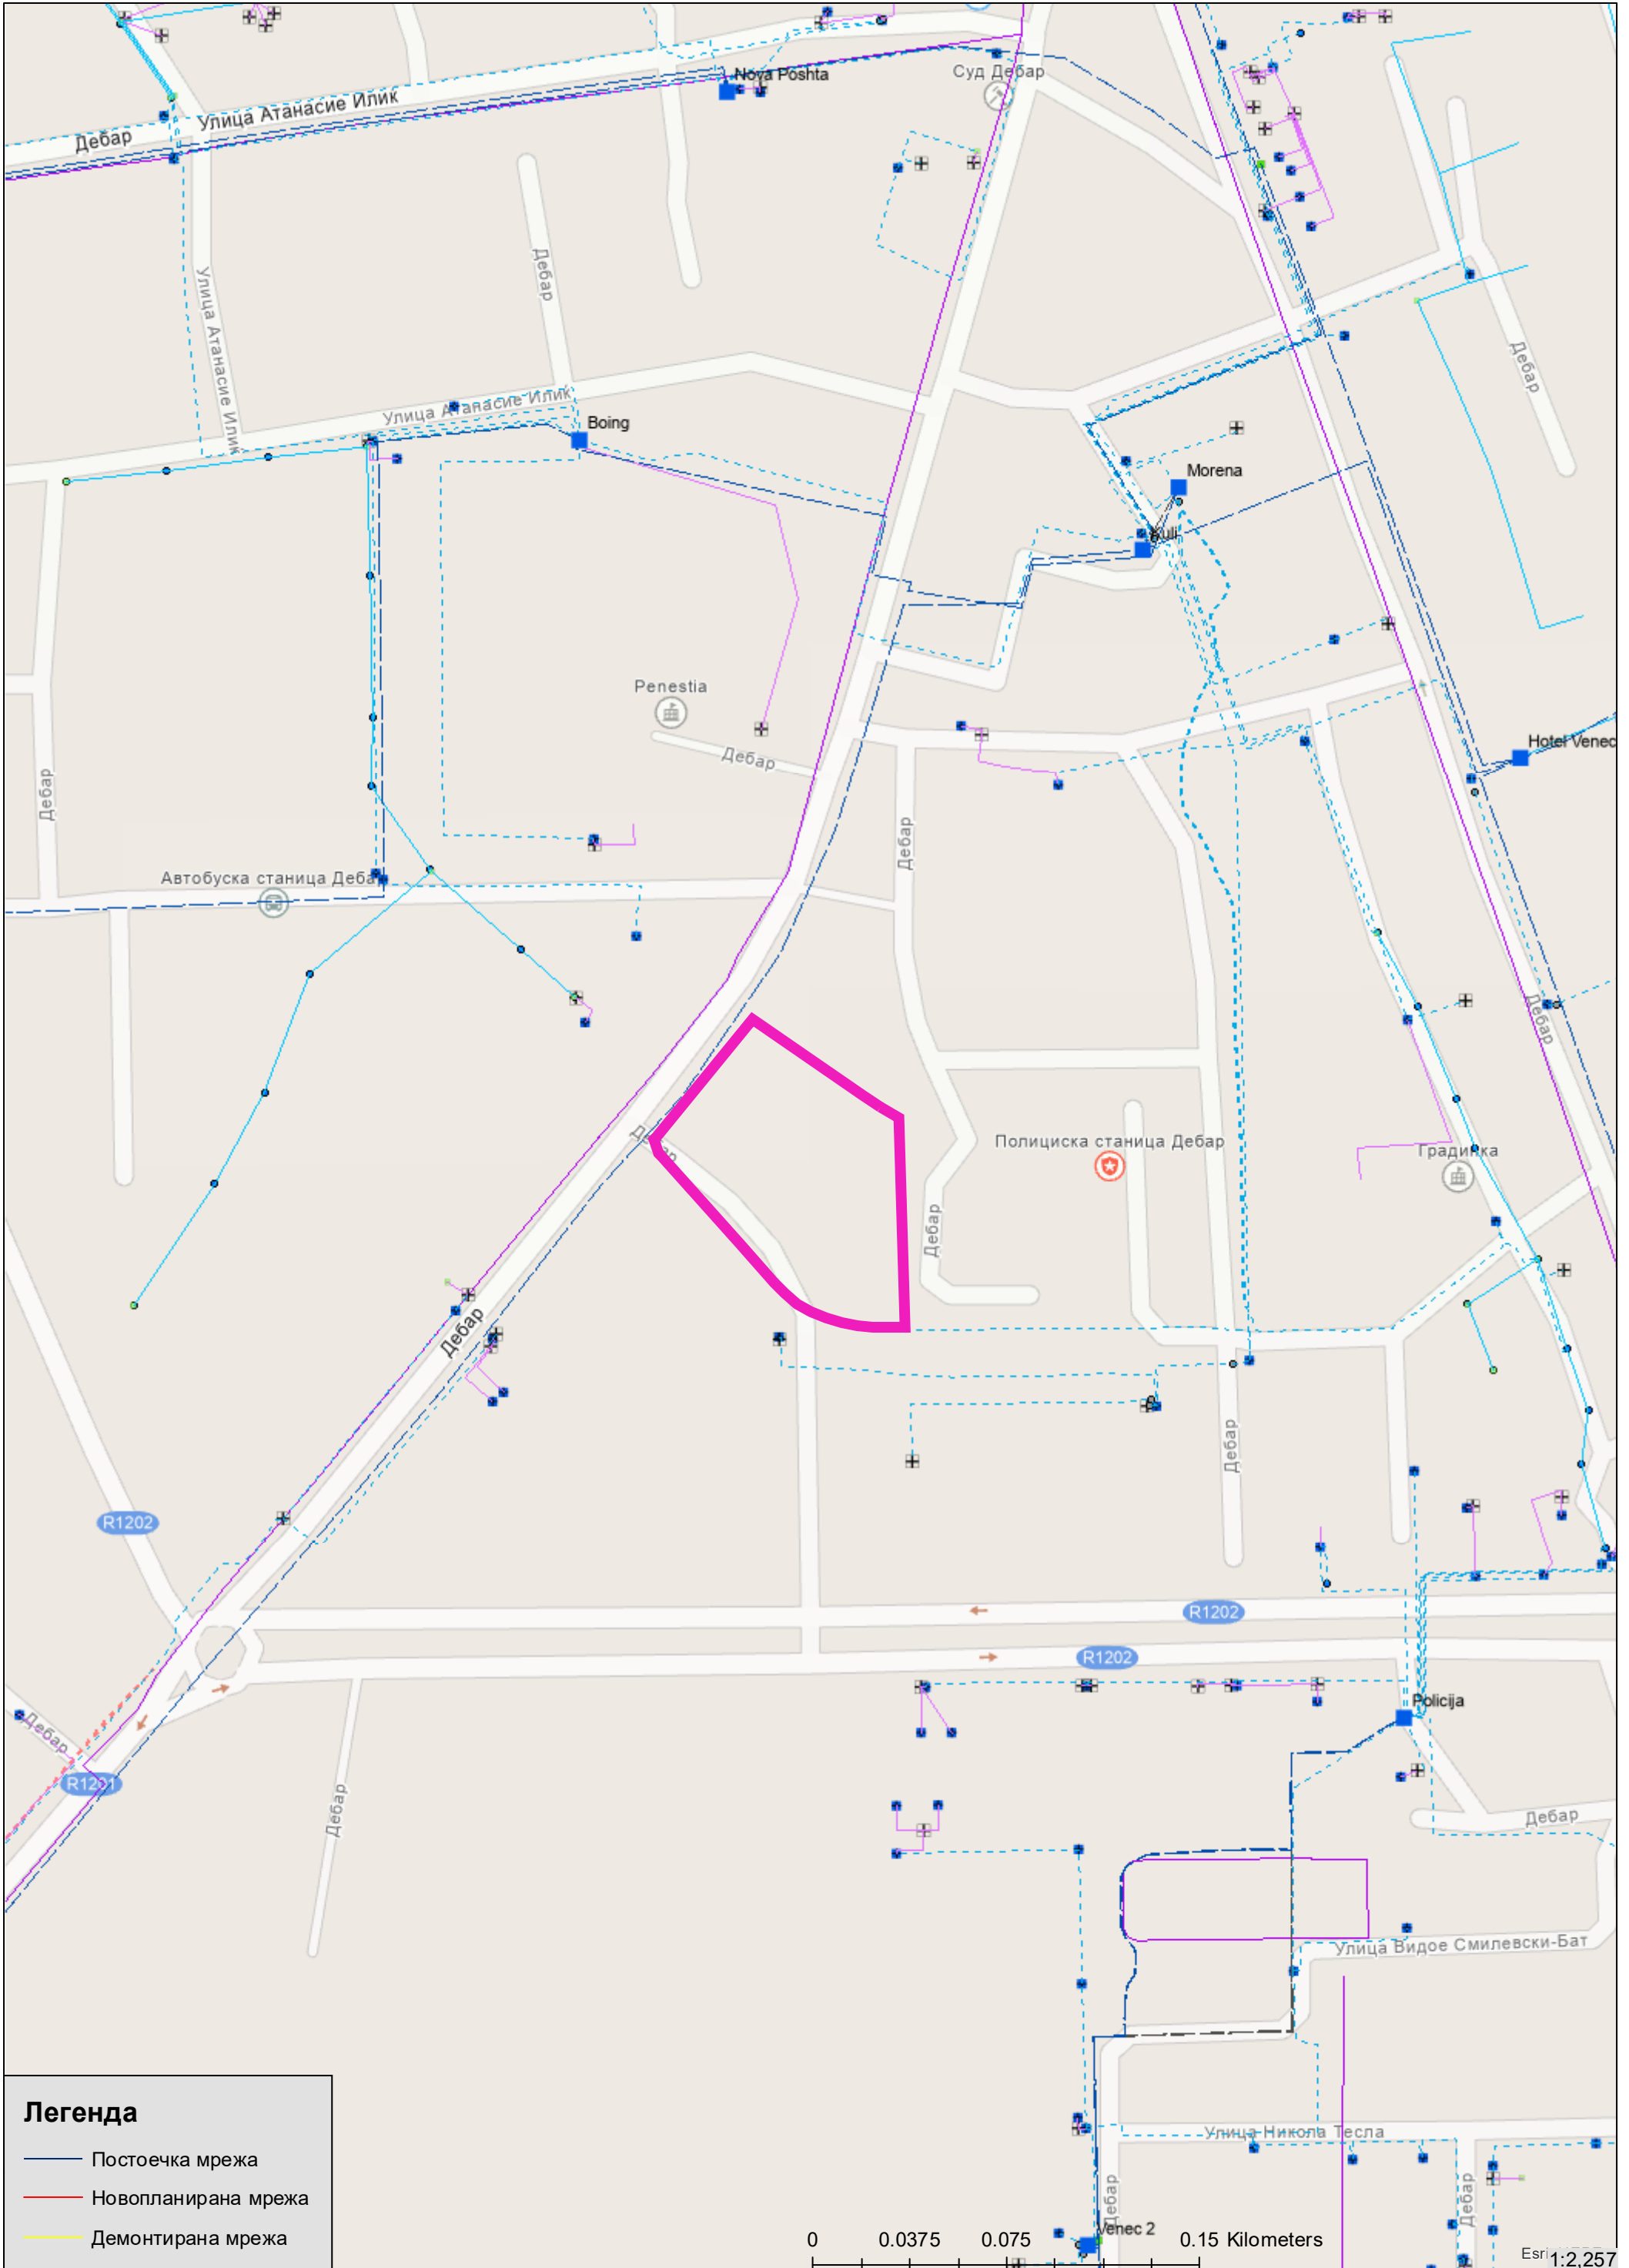 Nova Poshta
Суд Дебар
Улица Атанасие Илик
Дебар
Дебар
Улица Атанасие Илик
Дебар
Улица Атанасие Илик
Boing
Morena
Kuli
Penestia
Дебар
Hotel Venec
Дебар
Дебар
Автобуска станица Дебар
Дебар
Дебар
Полициска станица Дебар
Градинка
Дебар
Дебар
Дебар
R1202
R1202
R1202
Policija
Дебар
R1201
Дебар
Дебар
Улица Видое Смилевски-Бат
Улица Никола Тесла
Дебар
Дебар
Venec 2
Легенда
Постоечка мрежа
Новопланирана мрежа
Демонтирана мрежа
0 0.0375 0.075 0.15 Kilometers
Esri
1:2,257